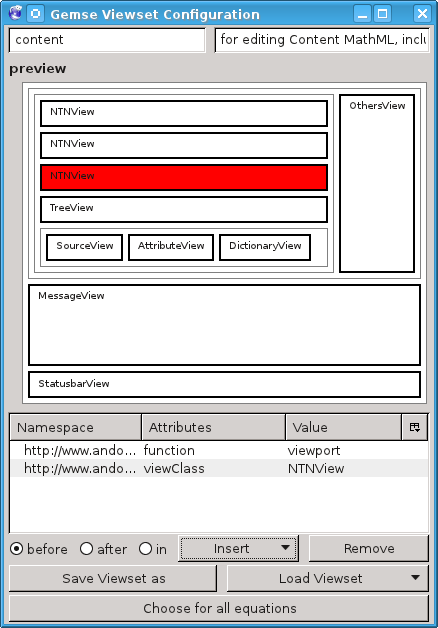 Gemse Viewset Configuration
content for editing Content MathML, inclu
preview
NTNView OthersView
NTNView
NTNView
TreeView
SourceView AttributeView DictionaryView
MessageView
StatusbarView
Namespace Attributes Value
http://www.ando... function viewport
http://www.ando... viewClass NTNView
before after in Insert Remove
Save Viewset as Load Viewset
Choose for all equations